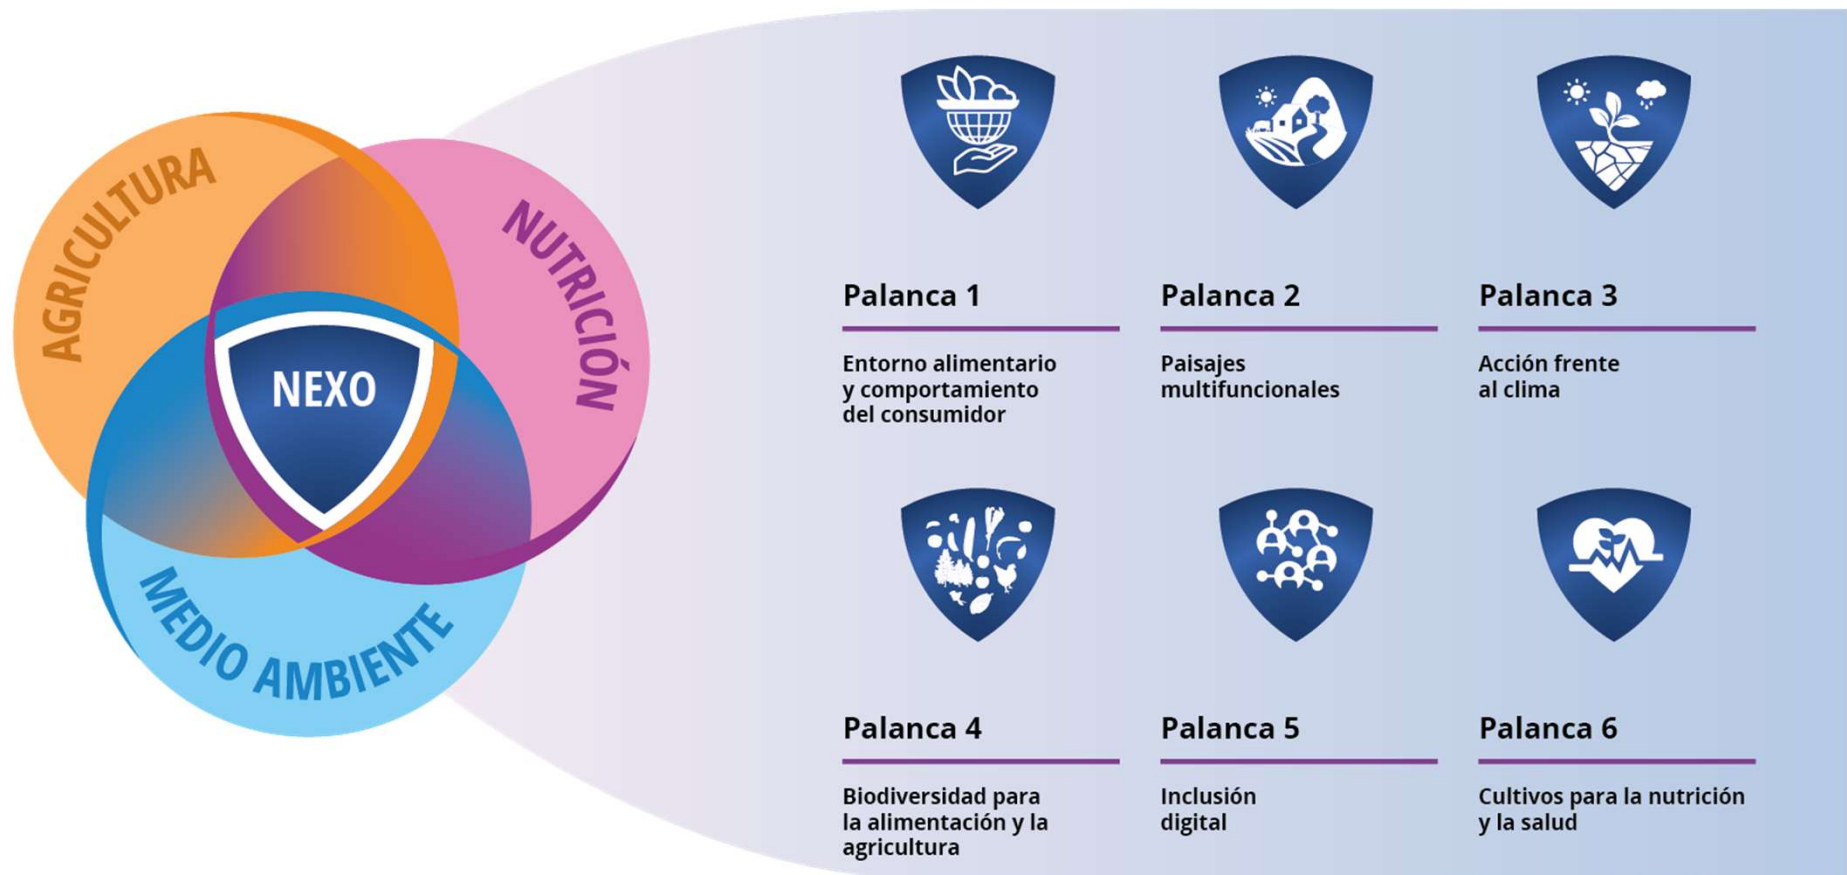 AGRICULTURA
NUTRICIÓN
NEXO
MEDIO AMBIENTE
Palanca 1
Entorno alimentario
y comportamiento
del consumidor
Palanca 2
Paisajes
multifuncionales
Palanca 3
Acción frente
al clima
Palanca 4
Biodiversidad para
la alimentación y la
agricultura
Palanca 5
Inclusión
digital
Palanca 6
Cultivos para la nutrición
y la salud